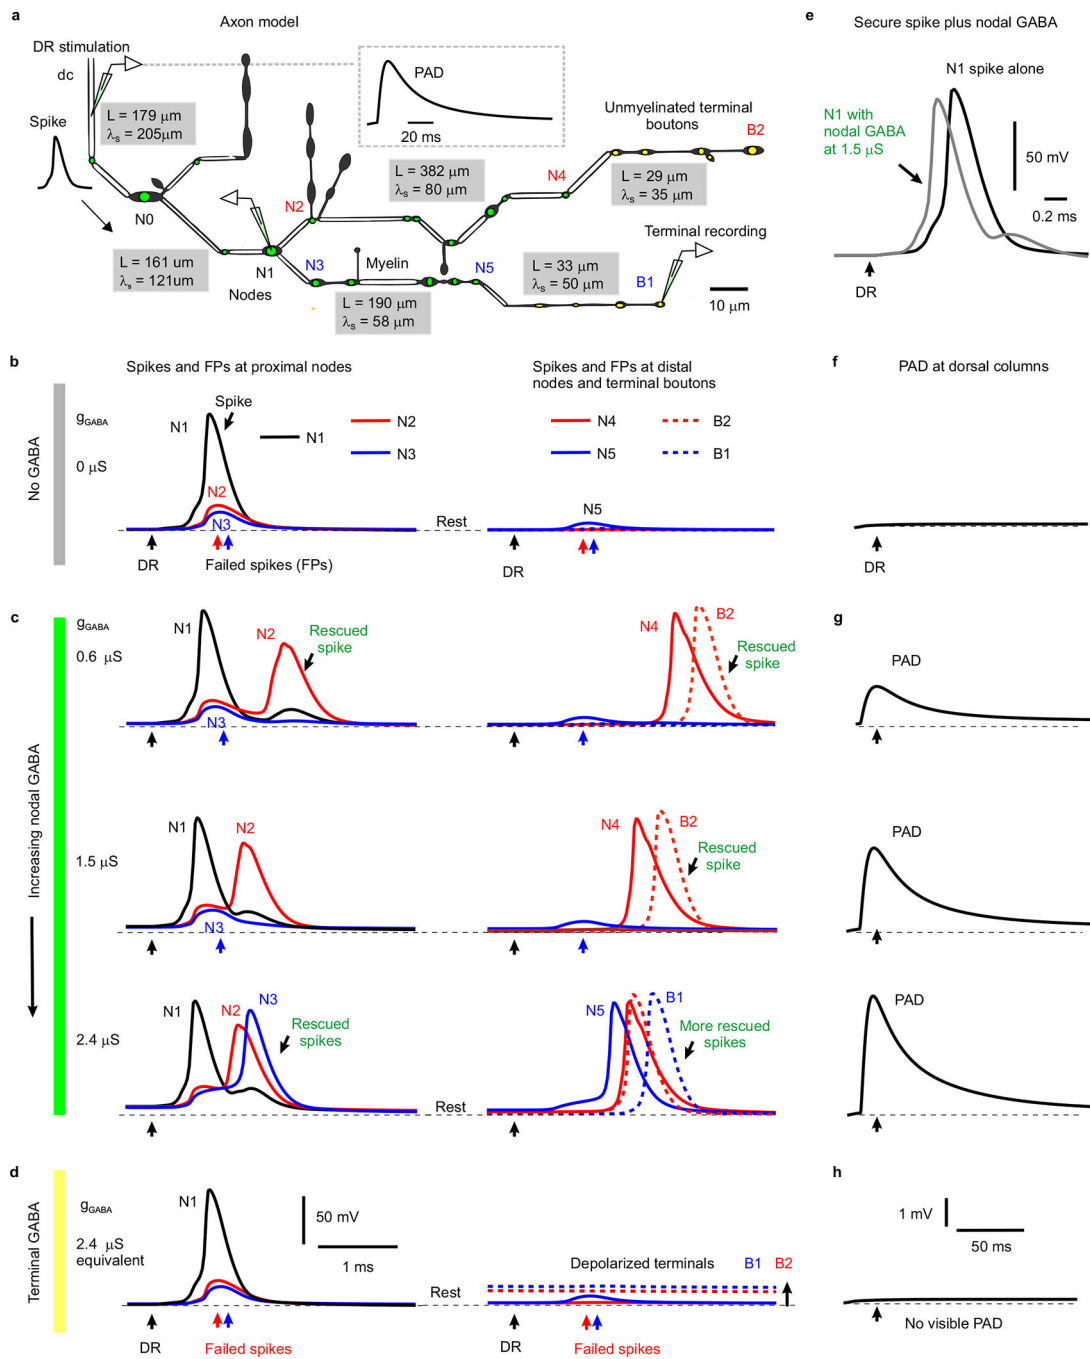 a
Axon model
DR stimulation
dc
Spike
L = 179 μm
λs = 205μm
PAD
20 ms
Unmyelinated terminal
boutons
B2
L = 382 μm
λs = 80 μm
N4
L = 29 μm
λs = 35 μm
N0
N2
L = 161 um
λs = 121um
N1
Nodes
N3
Myelin
N5
L = 190 μm
λs = 58 μm
L = 33 μm
λs = 50 μm
Terminal recording
B1
10 μm
e
Secure spike plus nodal GABA
N1 spike alone
N1 with
nodal GABA
at 1.5 μS
50 mV
0.2 ms
DR
b
Spikes and FPs at proximal nodes
Spikes and FPs at distal
nodes and terminal boutons
No GABA
gGABA
0 μS
N1
Spike
N1
N2
N3
N2
N3
DR
Failed spikes (FPs)
Rest
N4
N5
B2
B1
N5
DR
f
PAD at dorsal columns
DR
c
Increasing nodal GABA
gGABA
0.6 μS
N1
N2
Rescued
spike
N3
N4
B2
Rescued
spike
g
PAD
1.5 μS
N1
N2
N3
N4
B2
Rescued
spike
PAD
2.4 μS
N1
N2
N3
Rescued
spikes
Rest
N5
B1
More rescued
spikes
PAD
d
Terminal GABA
gGABA
2.4 μS
equivalent
N1
50 mV
1 ms
DR
Failed spikes
Rest
Depolarized terminals
B1
B2
DR
Failed spikes
h
1 mV
50 ms
No visible PAD